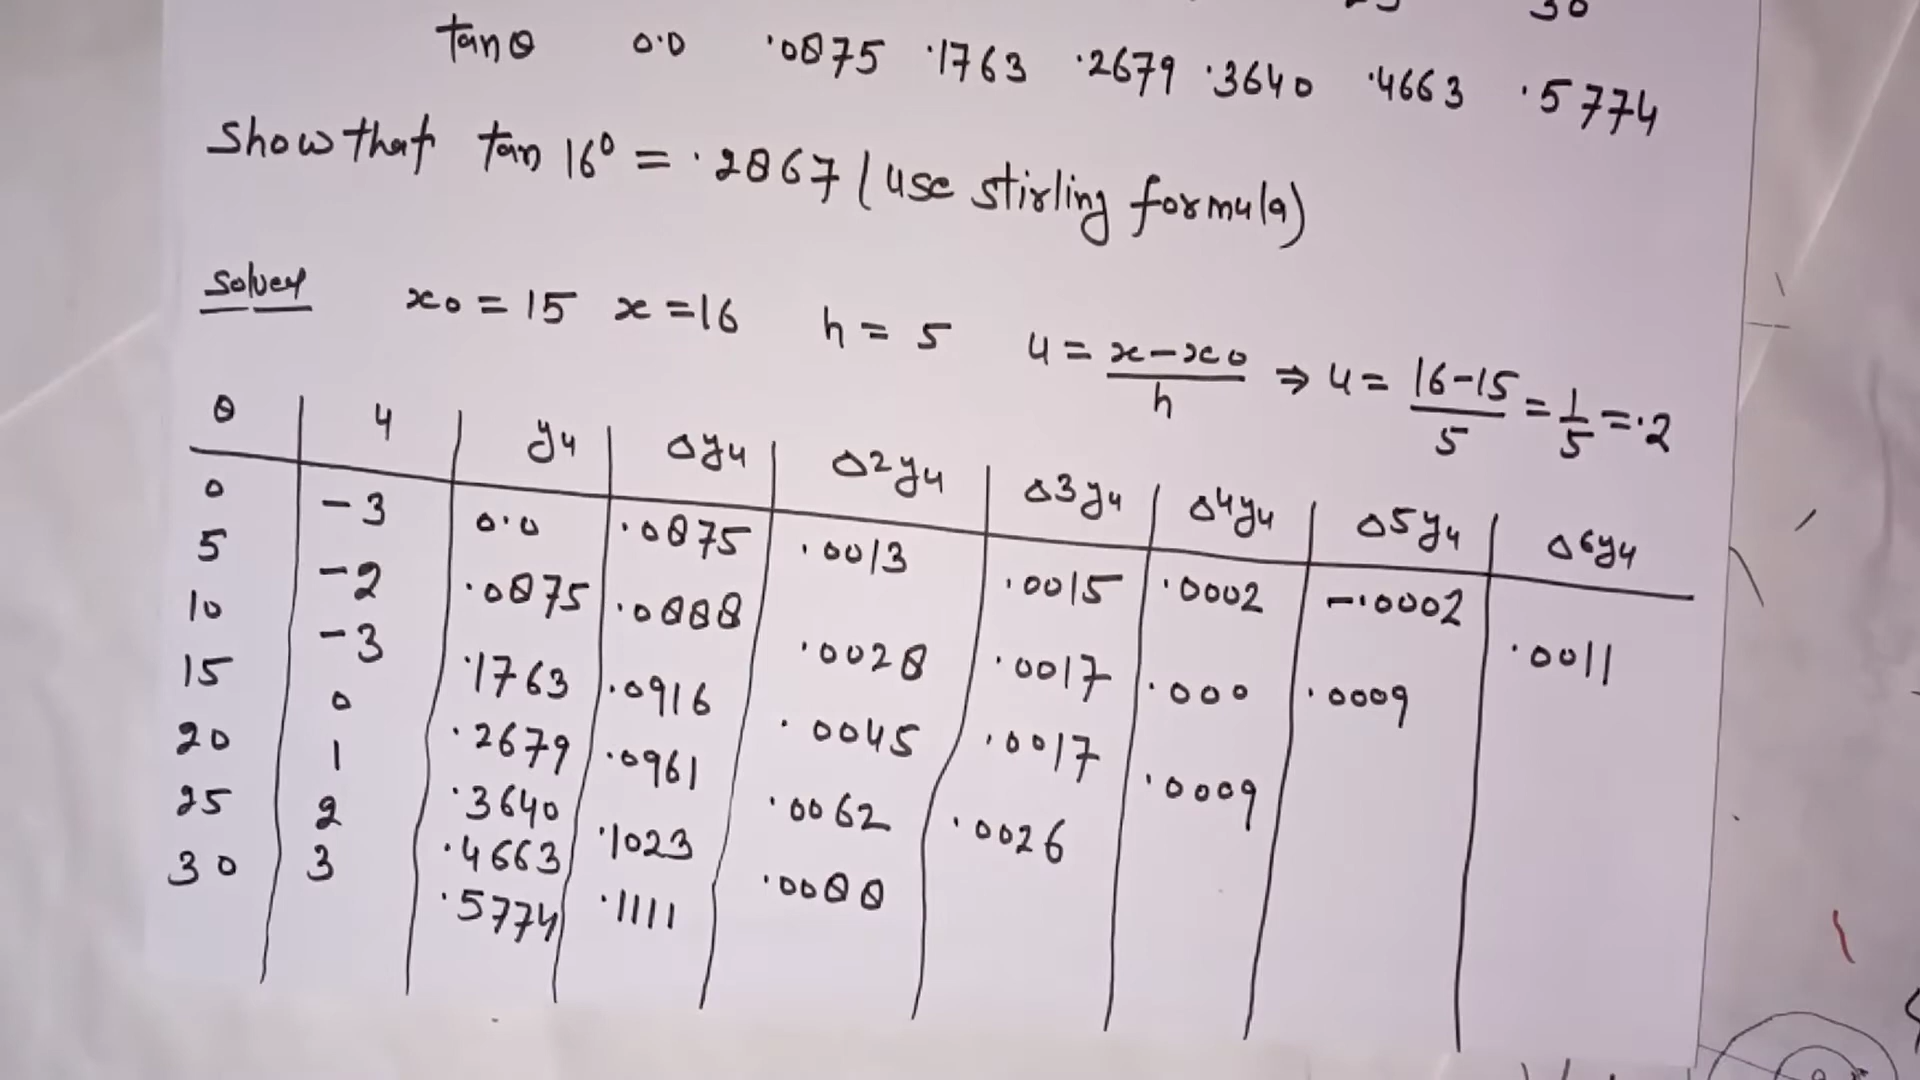 30
tanθ 0.0 .0875 .1763 .2679 .3640 .4663 .5774
show that tan 16° = .2867 (use stirling formula)
solven x0 = 15 x = 16 h = 5 u = x-x0/h ⇒ u = 16-15/5 = 1/5 = .2
θ u yu Δyu Δ2yu Δ3yu Δ4yu Δ5yu Δ6yu
0 -3 0.0 .0875 .0013 .0015 .0002 -.0002 .0011
5 -2 .0875 .0888 .0028 .0017 .000 .0009
10 -3 .1763 .0916 .0045 .0017 .0009
15 0 .2679 .0961 .0062 .0026
20 1 .3640 .1023 .0088
25 2 .4663 .1111
30 3 .5774